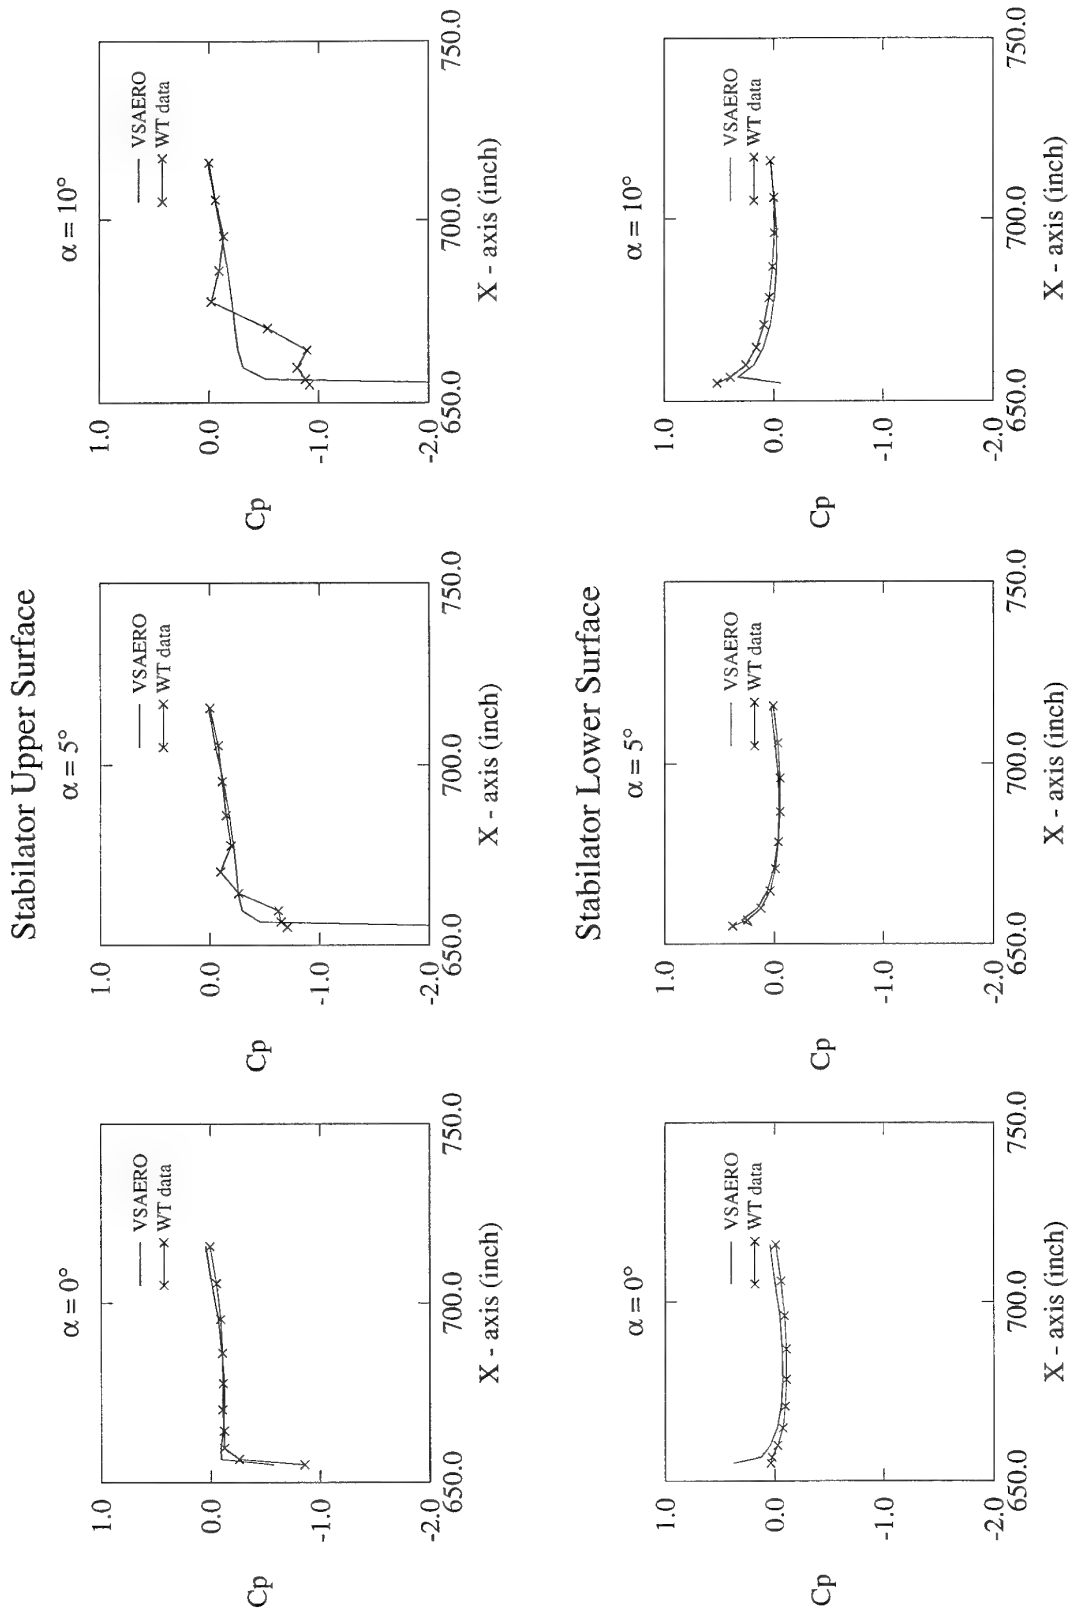 Stabilator Upper Surface
α = 0°
VSAERO
WT data
1.0
0.0
-1.0
-2.0
Cp
650.0
700.0
750.0
X - axis (inch)
α = 5°
VSAERO
WT data
1.0
0.0
-1.0
-2.0
Cp
650.0
700.0
750.0
X - axis (inch)
α = 10°
VSAERO
WT data
1.0
0.0
-1.0
-2.0
Cp
650.0
700.0
750.0
X - axis (inch)
Stabilator Lower Surface
α = 0°
VSAERO
WT data
1.0
0.0
-1.0
-2.0
Cp
650.0
700.0
750.0
X - axis (inch)
α = 5°
VSAERO
WT data
1.0
0.0
-1.0
-2.0
Cp
650.0
700.0
750.0
X - axis (inch)
α = 10°
VSAERO
WT data
1.0
0.0
-1.0
-2.0
Cp
650.0
700.0
750.0
X - axis (inch)